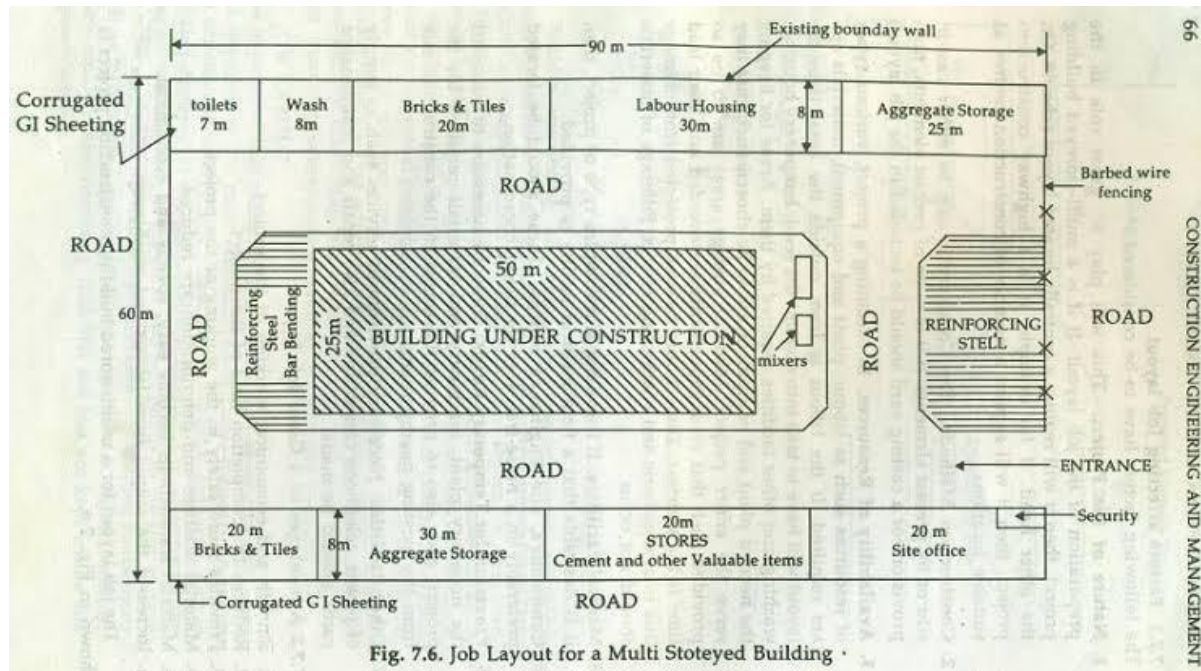 66
CONSTRUCTION ENGINEERING AND MANAGEMENT
Existing bounday wall
90 m
Corrugated
GI Sheeting
toilets
7 m
Wash
8m
Bricks & Tiles
20m
Labour Housing
30m
8 m
Aggregate Storage
25 m
Barbed wire
fencing
ROAD
ROAD
60 m
ROAD
Reinforcing
Steel
Bar Bending
50 m
25m
BUILDING UNDER CONSTRUCTION
mixers
ROAD
REINFORCING
STELL
ROAD
ROAD
ENTRANCE
20 m
Bricks & Tiles
8m
30 m
Aggregate Storage
20m
STORES
Cement and other Valuable items
20 m
Site office
Security
Corrugated G I Sheeting
ROAD
Fig. 7.6. Job Layout for a Multi Stoteyed Building